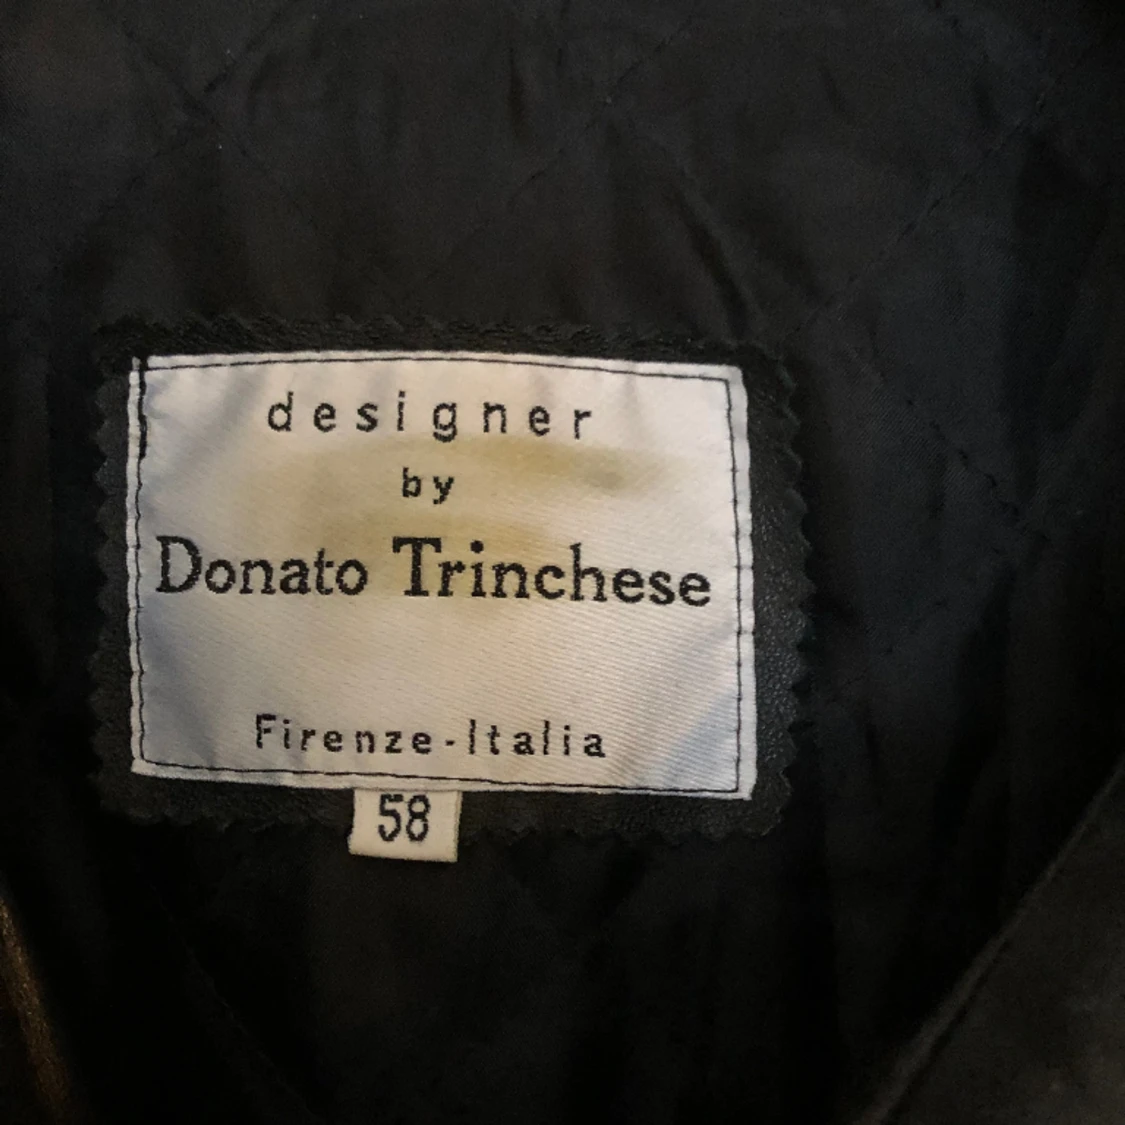 designer
by
Donato Trinchese
Firenze-Italia
58